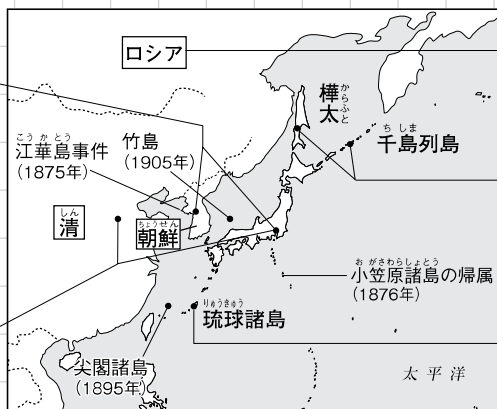 ロシア
からふと
樺太
ちしま
千島列島
こうかとう
江華島事件
(1875年)
竹島
(1905年)
しん
清
ちょうせん
朝鮮
おがさわらしょとう
小笠原諸島の帰属
(1876年)
りゅうきゅう
琉球諸島
尖閣諸島
(1895年)
太平洋